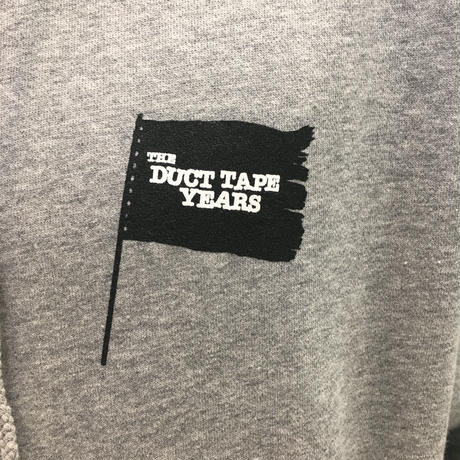 THE
DUCT TAPE
YEARS